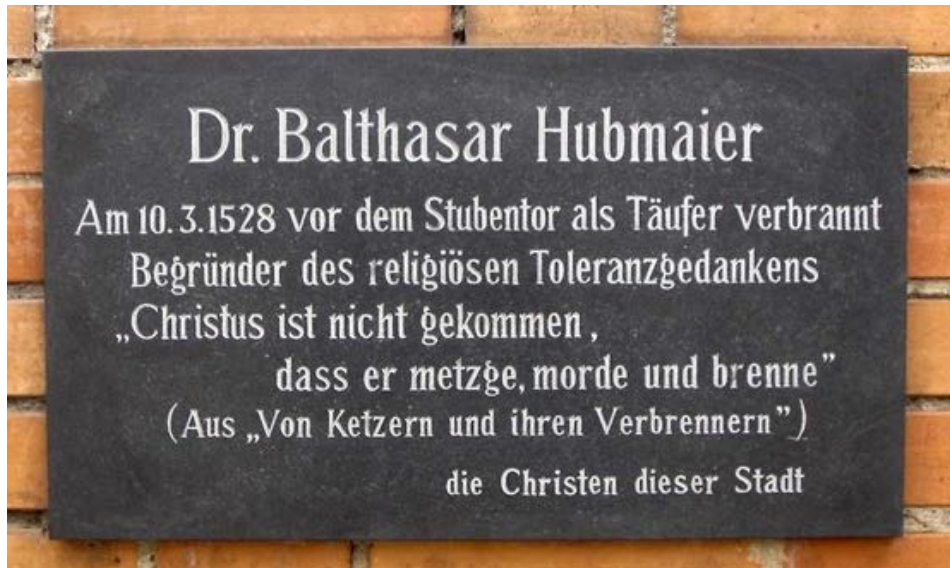 Dr. Balthasar Hubmaier
Am 10.3.1528 vor dem Stubentor als Täufer verbrannt
Begründer des religiösen Toleranzgedankens
„Christus ist nicht gekommen,
dass er metzge, morde und brenne”
(Aus „Von Ketzern und ihren Verbrennern”)
die Christen dieser Stadt